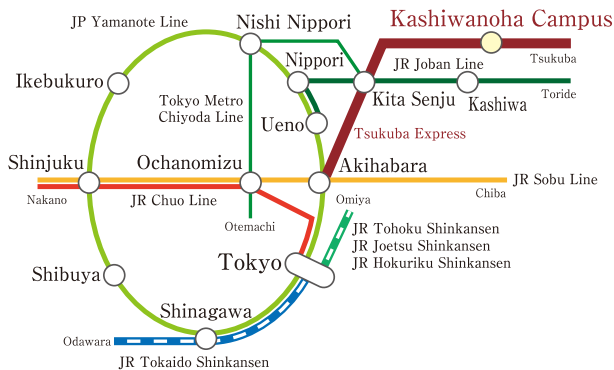 Kashiwanoha Campus
JP Yamanote Line
Nishi Nippori
Tsukuba
Nippori
JR Joban Line
Ikebukuro
Kita Senju
Kashiwa
Toride
Tokyo Metro
Chiyoda Line
Ueno
Tsukuba Express
Shinjuku
Ochanomizu
Akihabara
JR Sobu Line
Nakano
JR Chuo Line
Omiya
Chiba
Otemachi
JR Tohoku Shinkansen
JR Joetsu Shinkansen
JR Hokuriku Shinkansen
Tokyo
Shibuya
Shinagawa
Odawara
JR Tokaido Shinkansen